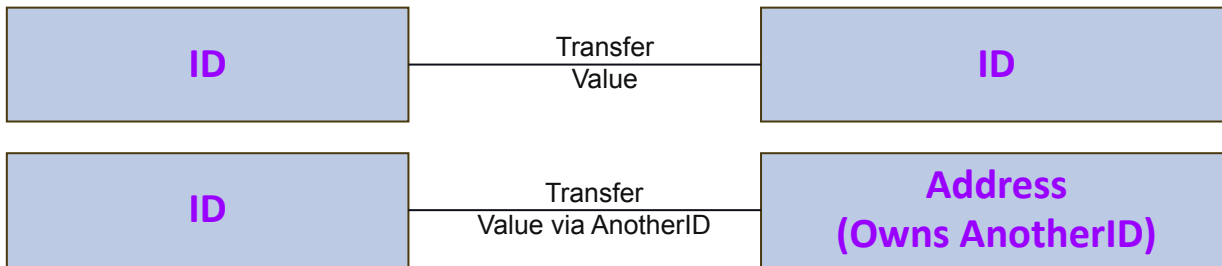 ID
Transfer
Value
ID
ID
Transfer
Value via AnotherID
Address
(Owns AnotherID)